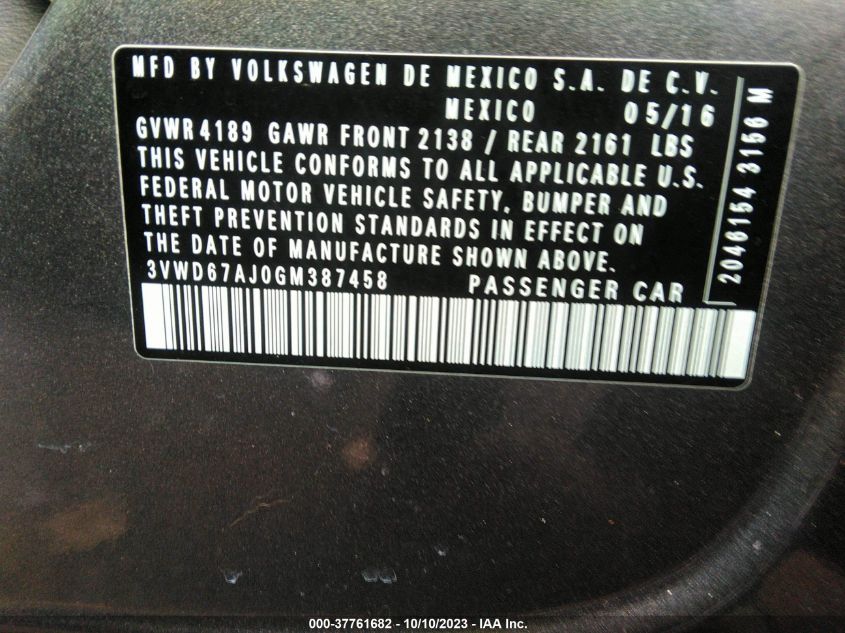 MFD BY VOLKSWAGEN DE MEXICO S.A. DE C.V.
MEXICO 05/16
GVWR 4189 GAWR FRONT 2138 / REAR 2161 LBS
THIS VEHICLE CONFORMS TO ALL APPLICABLE U.S.
FEDERAL MOTOR VEHICLE SAFETY, BUMPER AND
THEFT PREVENTION STANDARDS IN EFFECT ON
THE DATE OF MANUFACTURE SHOWN ABOVE.
3VWD67AJ0GM387458 PASSENGER CAR
2046154 3156 M
000-37761682 - 10/10/2023 - IAA Inc.